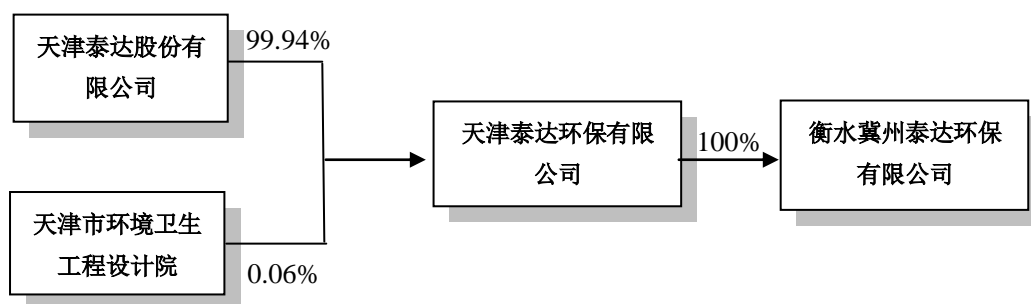 天津泰达股份有
限公司
99.94%
天津市环境卫生
工程设计院
0.06%
天津泰达环保有限
公司
100%
衡水冀州泰达环保
有限公司